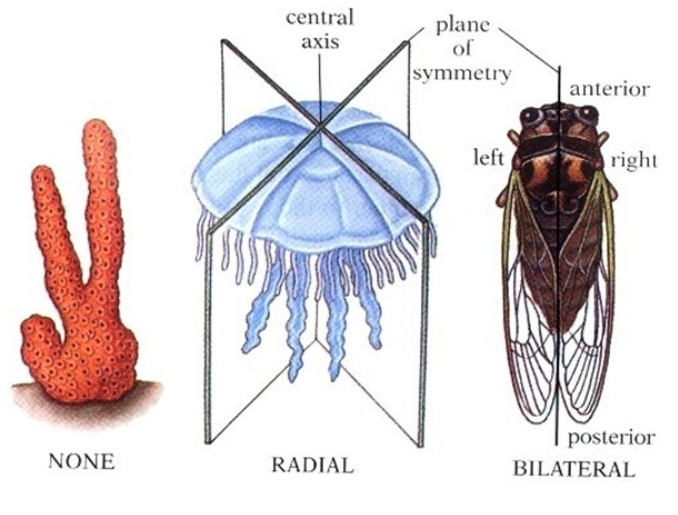 central
axis
plane
of
symmetry
anterior
left
right
posterior
NONE
RADIAL
BILATERAL